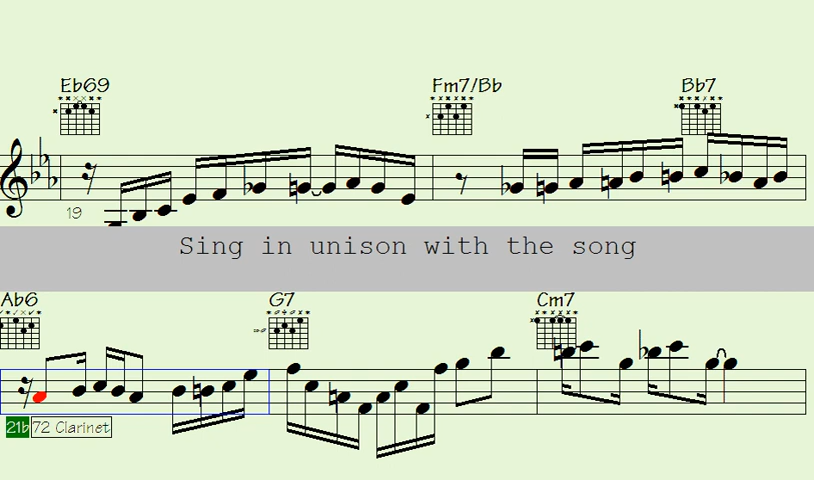 Eb69 Fm7/Bb Bb7
19
Sing in unison with the song
Ab6 G7 Cm7
21b 72 Clarinet